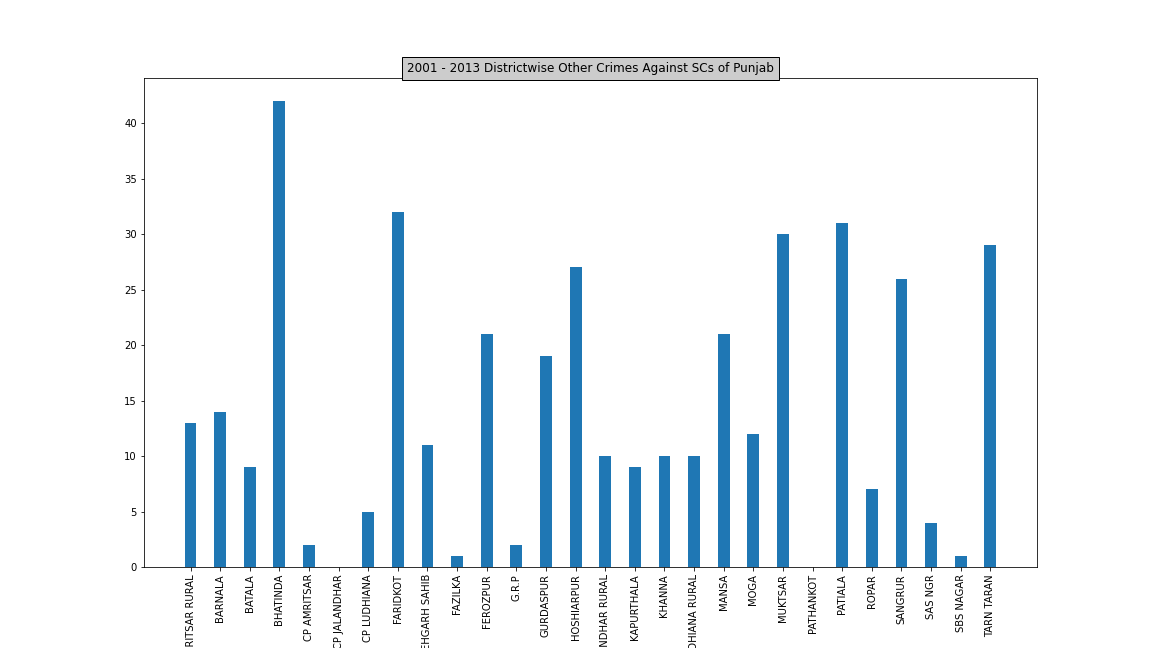 2001 - 2013 Districtwise Other Crimes Against SCs of Punjab
40
35
30
25
20
15
10
5
0
RITSAR RURAL
BARNALA
BATALA
BHATINDA
CP AMRITSAR
CP JALANDHAR
CP LUDHIANA
FARIDKOT
EHGARH SAHIB
FAZILKA
FEROZPUR
G.R.P
GURDASPUR
HOSHIARPUR
NDHAR RURAL
KAPURTHALA
KHANNA
DHIANA RURAL
MANSA
MOGA
MUKTSAR
PATHANKOT
PATIALA
ROPAR
SANGRUR
SAS NGR
SBS NAGAR
TARN TARAN